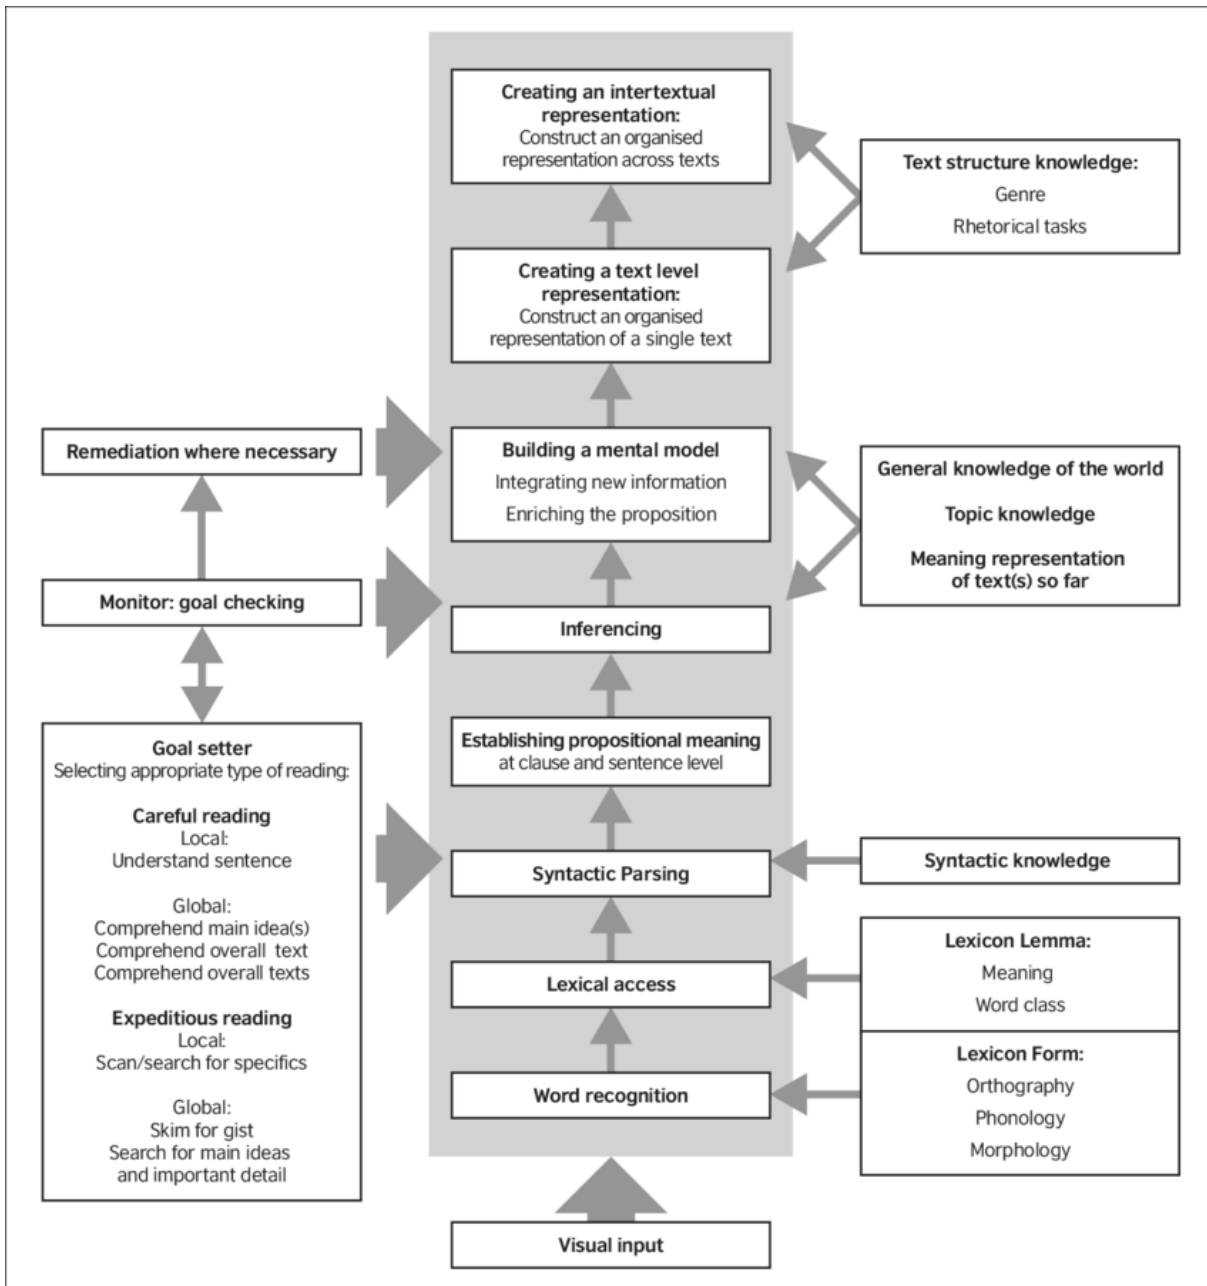 Creating an intertextual
representation:
Construct an organised
representation across texts
Creating a text level
representation:
Construct an organised
representation of a single text
Building a mental model
Integrating new information
Enriching the proposition
Inferencing
Establishing propositional meaning
at clause and sentence level
Syntactic Parsing
Lexical access
Word recognition
Visual input
Remediation where necessary
Monitor: goal checking
Goal setter
Selecting appropriate type of reading:
Careful reading
Local:
Understand sentence
Global:
Comprehend main idea(s)
Comprehend overall text
Comprehend overall texts
Expeditious reading
Local:
Scan/search for specifics
Global:
Skim for gist
Search for main ideas
and important detail
Text structure knowledge:
Genre
Rhetorical tasks
General knowledge of the world
Topic knowledge
Meaning representation
of text(s) so far
Syntactic knowledge
Lexicon Lemma:
Meaning
Word class
Lexicon Form:
Orthography
Phonology
Morphology